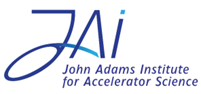 JAi
John Adams Institute
for Accelerator Science